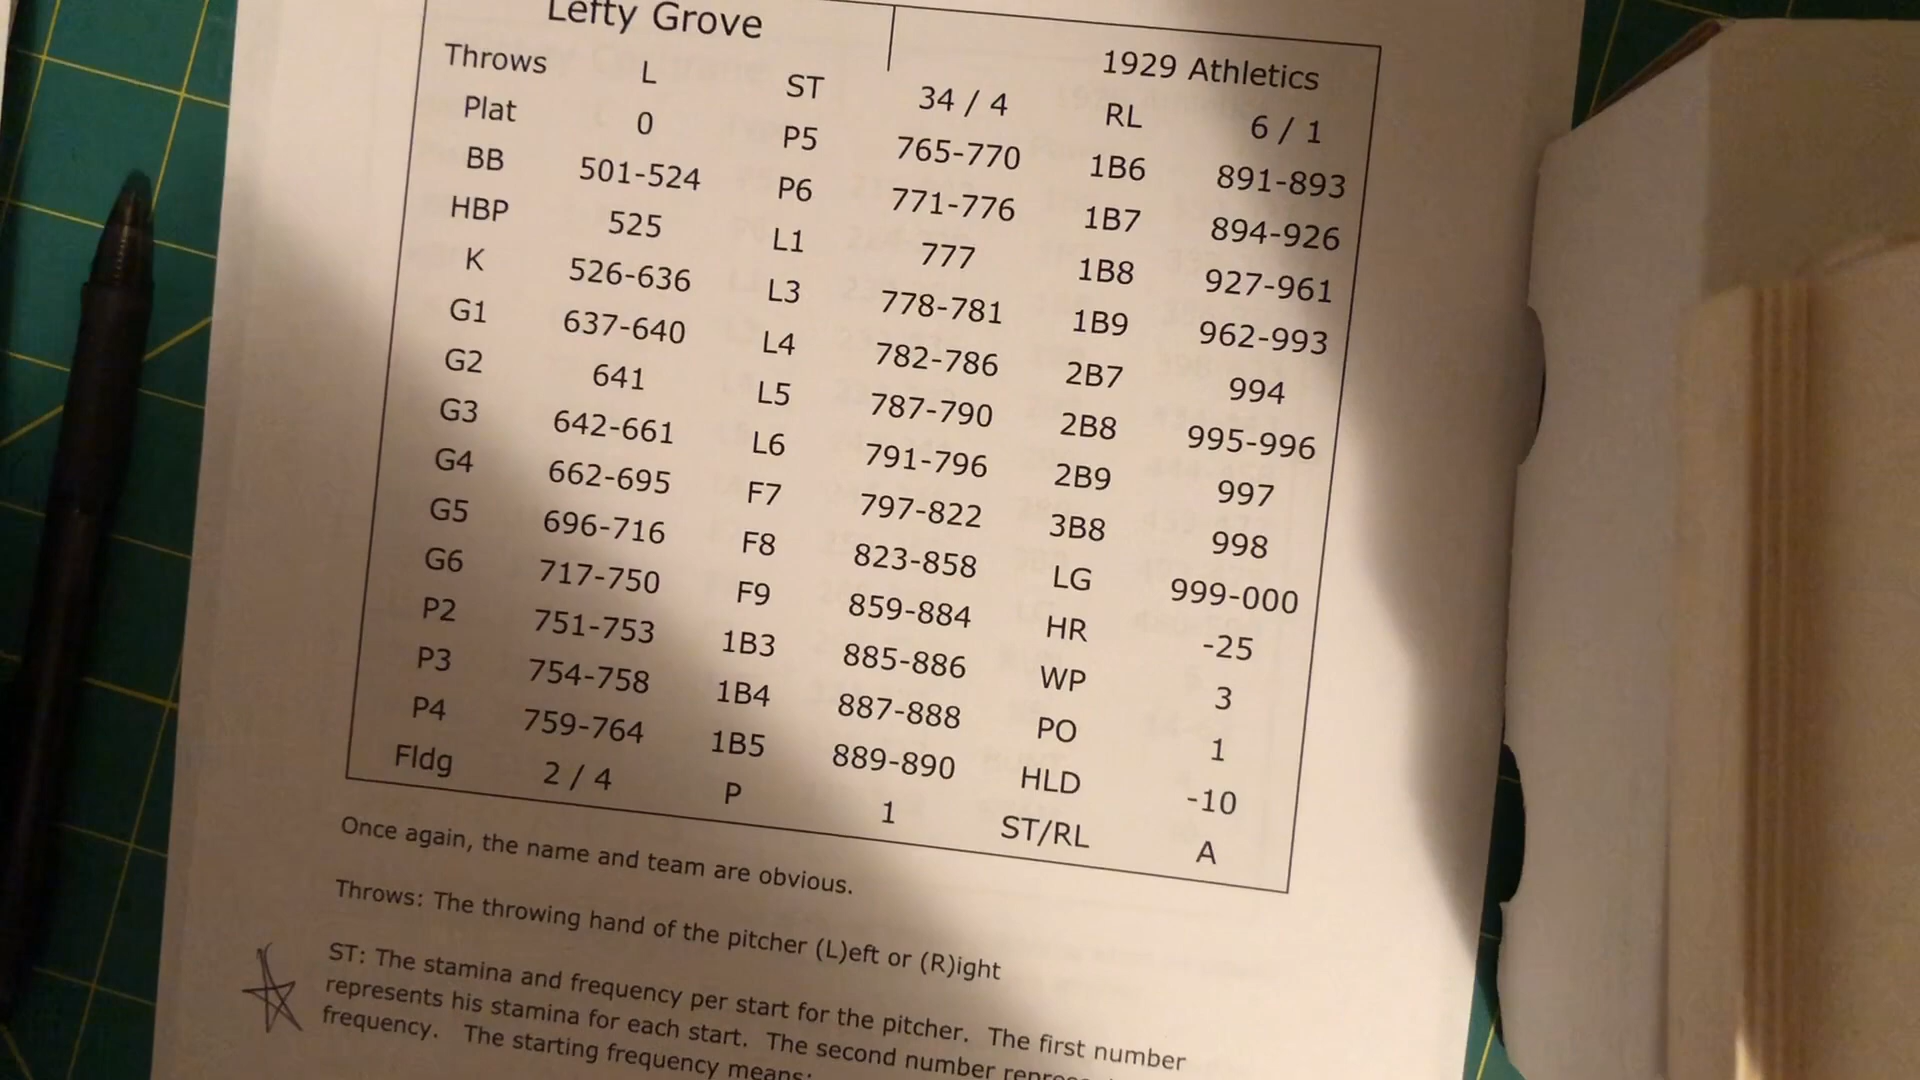 Lefty Grove 1929 Athletics
Throws L ST 34 / 4 RL 6 / 1
Plat 0 P5 765-770 1B6 891-893
BB 501-524 P6 771-776 1B7 894-926
HBP 525 L1 777 1B8 927-961
K 526-636 L3 778-781 1B9 962-993
G1 637-640 L4 782-786 2B7 994
G2 641 L5 787-790 2B8 995-996
G3 642-661 L6 791-796 2B9 997
G4 662-695 F7 797-822 3B8 998
G5 696-716 F8 823-858 LG 999-000
G6 717-750 F9 859-884 HR -25
P2 751-753 1B3 885-886 WP 3
P3 754-758 1B4 887-888 PO 1
P4 759-764 1B5 889-890 HLD -10
Fldg 2 / 4 P 1 ST/RL A
Once again, the name and team are obvious.
Throws: The throwing hand of the pitcher (L)eft or (R)ight
ST: The stamina and frequency per start for the pitcher. The first number
represents his stamina for each start. The second number
frequency. The starting frequency means: